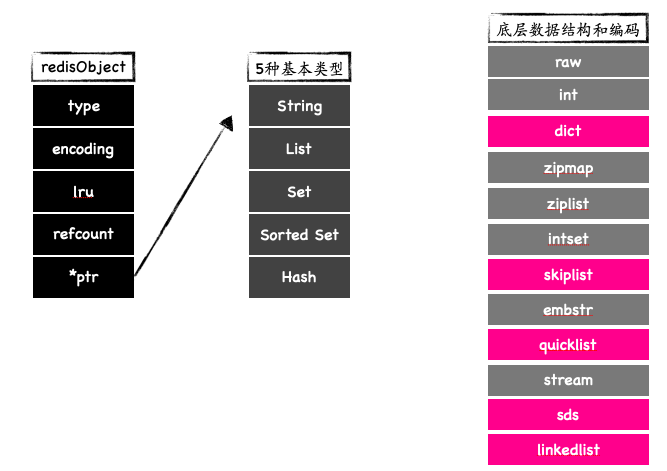 redisObject
type
encoding
lru
refcount
*ptr
5种基本类型
String
List
Set
Sorted Set
Hash
底层数据结构和编码
raw
int
dict
zipmap
ziplist
intset
skiplist
embstr
quicklist
stream
sds
linkedlist